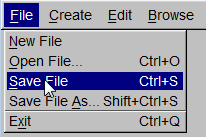 File Create Edit Browse
New File
Open File... Ctrl+O
Save File Ctrl+S
Save File As... Shift+Ctrl+S
Exit Ctrl+Q